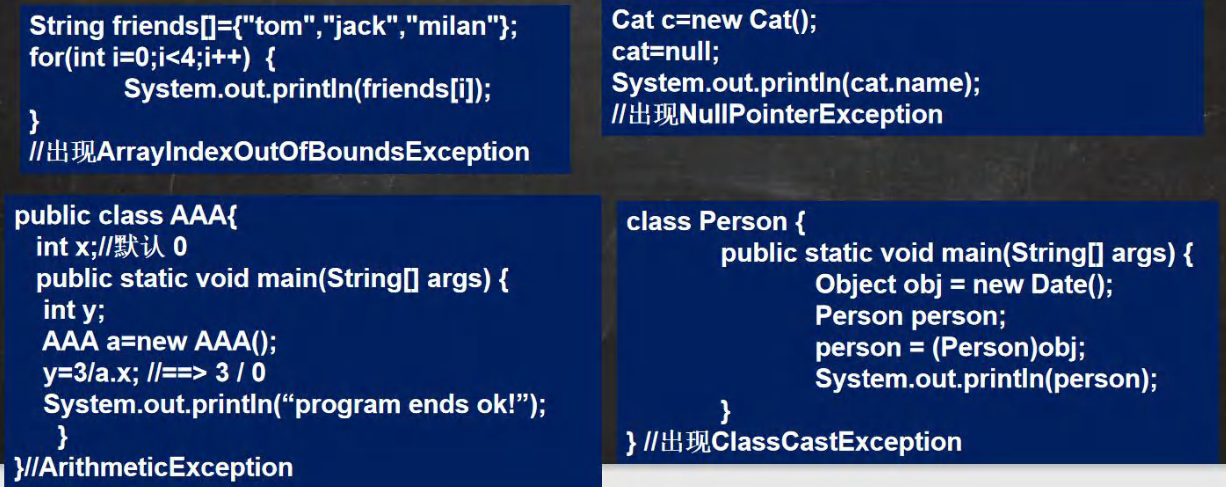 String friends[]={"tom","jack","milan"};
for(int i=0;i<4;i++) {
System.out.println(friends[i]);
}
//出现ArrayIndexOutOfBoundsException
Cat c=new Cat();
cat=null;
System.out.println(cat.name);
//出现NullPointerException
public class AAA{
int x;//默认 0
public static void main(String[] args) {
int y;
AAA a=new AAA();
y=3/a.x; //==> 3 / 0
System.out.println(“program ends ok!”);
}
}//ArithmeticException
class Person {
public static void main(String[] args) {
Object obj = new Date();
Person person;
person = (Person)obj;
System.out.println(person);
}
} //出现ClassCastException